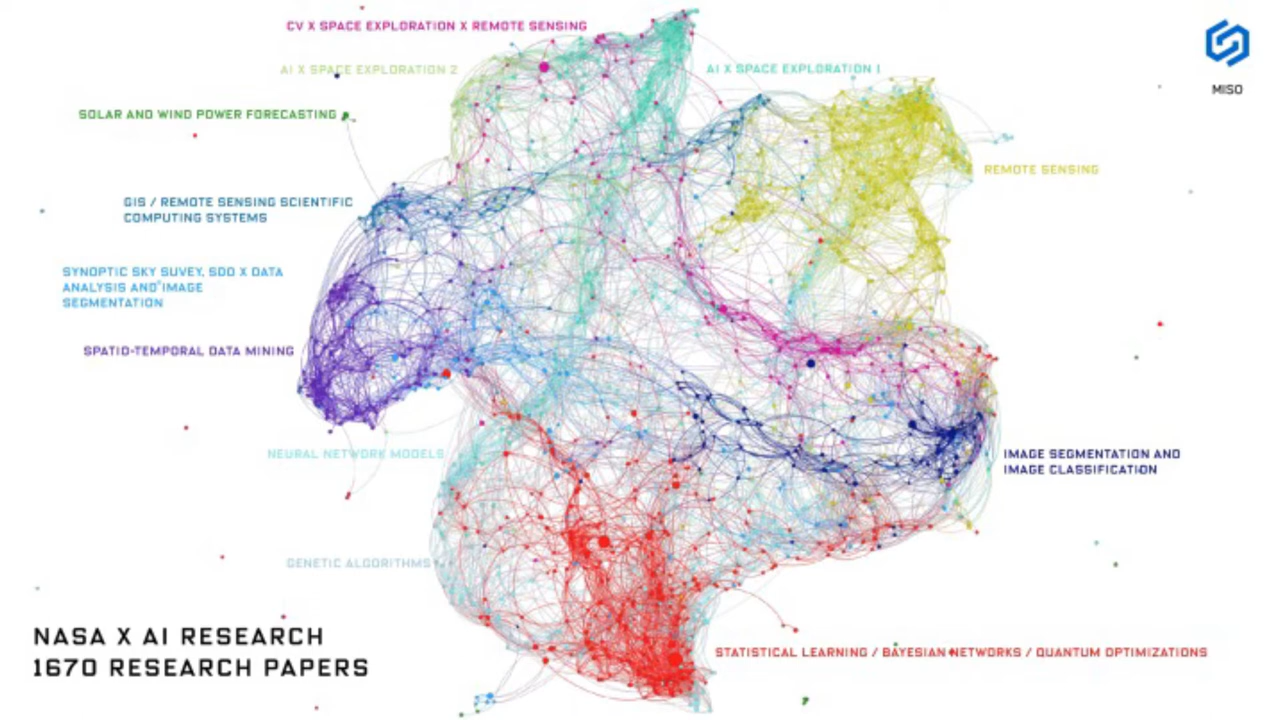 CV X SPACE EXPLORATION X REMOTE SENSING
AI X SPACE EXPLORATION 2
AI X SPACE EXPLORATION 1
MISO
SOLAR AND WIND POWER FORECASTING
REMOTE SENSING
GIS / REMOTE SENSING SCIENTIFIC
COMPUTING SYSTEMS
SYNOPTIC SKY SUVEY, SDO X DATA
ANALYSIS AND IMAGE
SEGMENTATION
SPATIO-TEMPORAL DATA MINING
NEURAL NETWORK MODELS
IMAGE SEGMENTATION AND
IMAGE CLASSIFICATION
GENETIC ALGORITHMS
NASA X AI RESEARCH
1670 RESEARCH PAPERS
STATISTICAL LEARNING / BAYESIAN NETWORKS / QUANTUM OPTIMIZATIONS